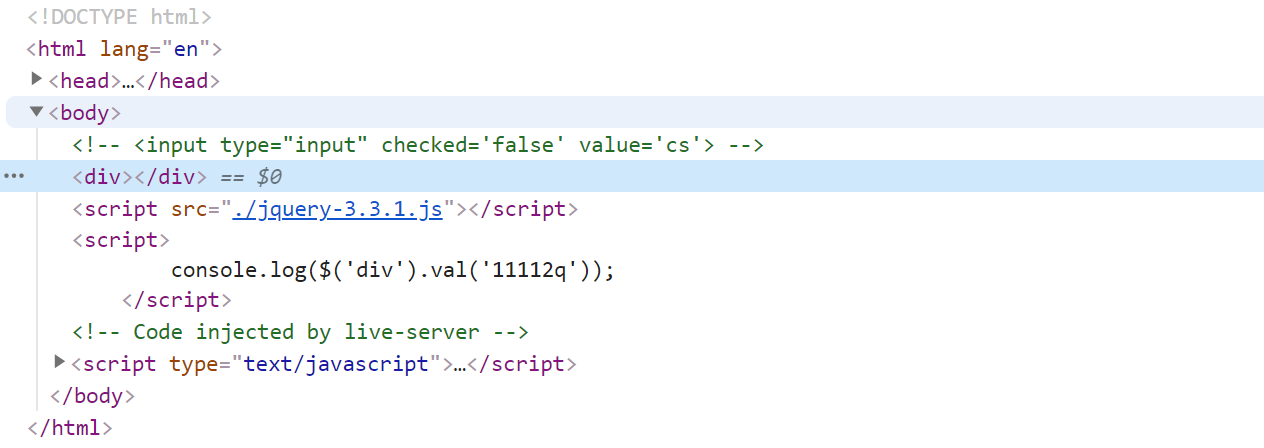 <!DOCTYPE html>
<html lang="en">
<head>…</head>
<body>
<!-- <input type="input" checked='false' value='cs'> -->
<div></div> == $0
<script src="./jquery-3.3.1.js"></script>
<script>
console.log($('div').val('11112q'));
</script>
<!-- Code injected by live-server -->
<script type="text/javascript">…</script>
</body>
</html>